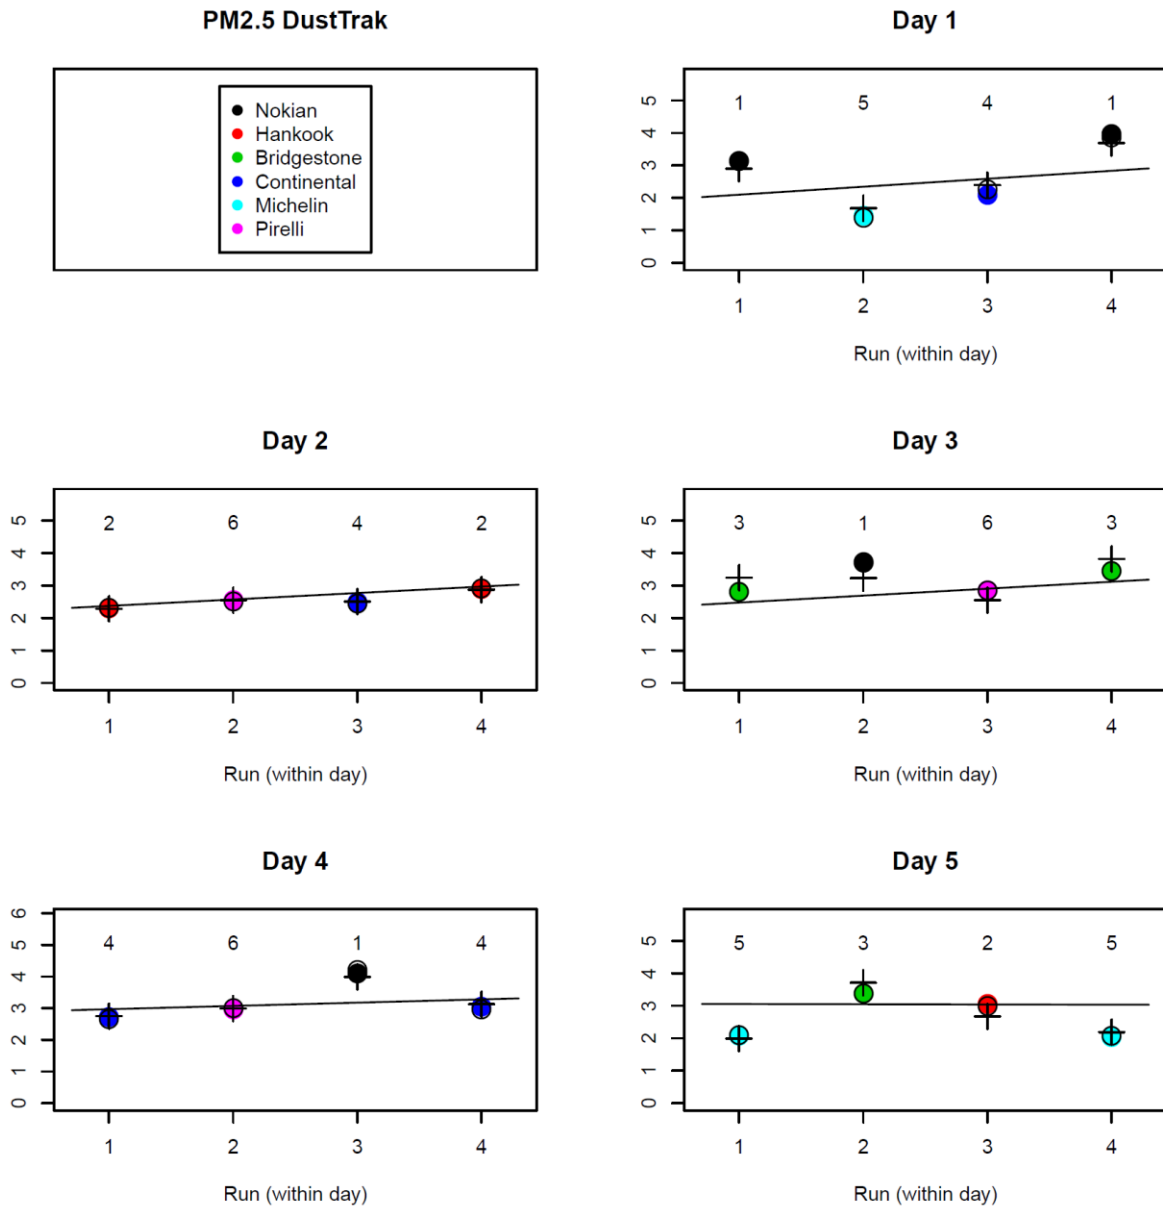 PM2.5 DustTrak
Nokian
Hankook
Bridgestone
Continental
Michelin
Pirelli
Day 1
5
4
3
2
1
0
1 5 4 1
1 2 3 4
Run (within day)
Day 2
5
4
3
2
1
0
2 6 4 2
1 2 3 4
Run (within day)
Day 3
5
4
3
2
1
0
3 1 6 3
1 2 3 4
Run (within day)
Day 4
6
5
4
3
2
1
0
4 6 1 4
1 2 3 4
Run (within day)
Day 5
5
4
3
2
1
0
5 3 2 5
1 2 3 4
Run (within day)